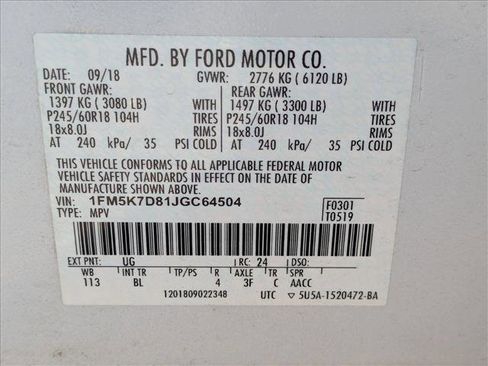 MFD. BY FORD MOTOR CO.
DATE: 09/18 GVWR: 2776 KG ( 6120 LB)
FRONT GAWR: REAR GAWR:
1397 KG ( 3080 LB) WITH 1497 KG ( 3300 LB) WITH
P245/60R18 104H TIRES P245/60R18 104H TIRES
18x8.0J RIMS 18x8.0J RIMS
AT 240 kPa/ 35 PSI COLD AT 240 kPa/ 35 PSI COLD
THIS VEHICLE CONFORMS TO ALL APPLICABLE FEDERAL MOTOR
VEHICLE SAFETY STANDARDS IN EFFECT ON THE DATE OF
MANUFACTURE SHOWN ABOVE.
VIN: 1FM5K7D81JGC64504 F0301
TYPE: MPV T0519
EXT PNT: UG RC: 24 DSO:
WB INT TR TP/PS R AXLE TR SPR
113 BL 4 3F C AACC
1201809022348 UTC ▽ 5U5A-1520472-BA